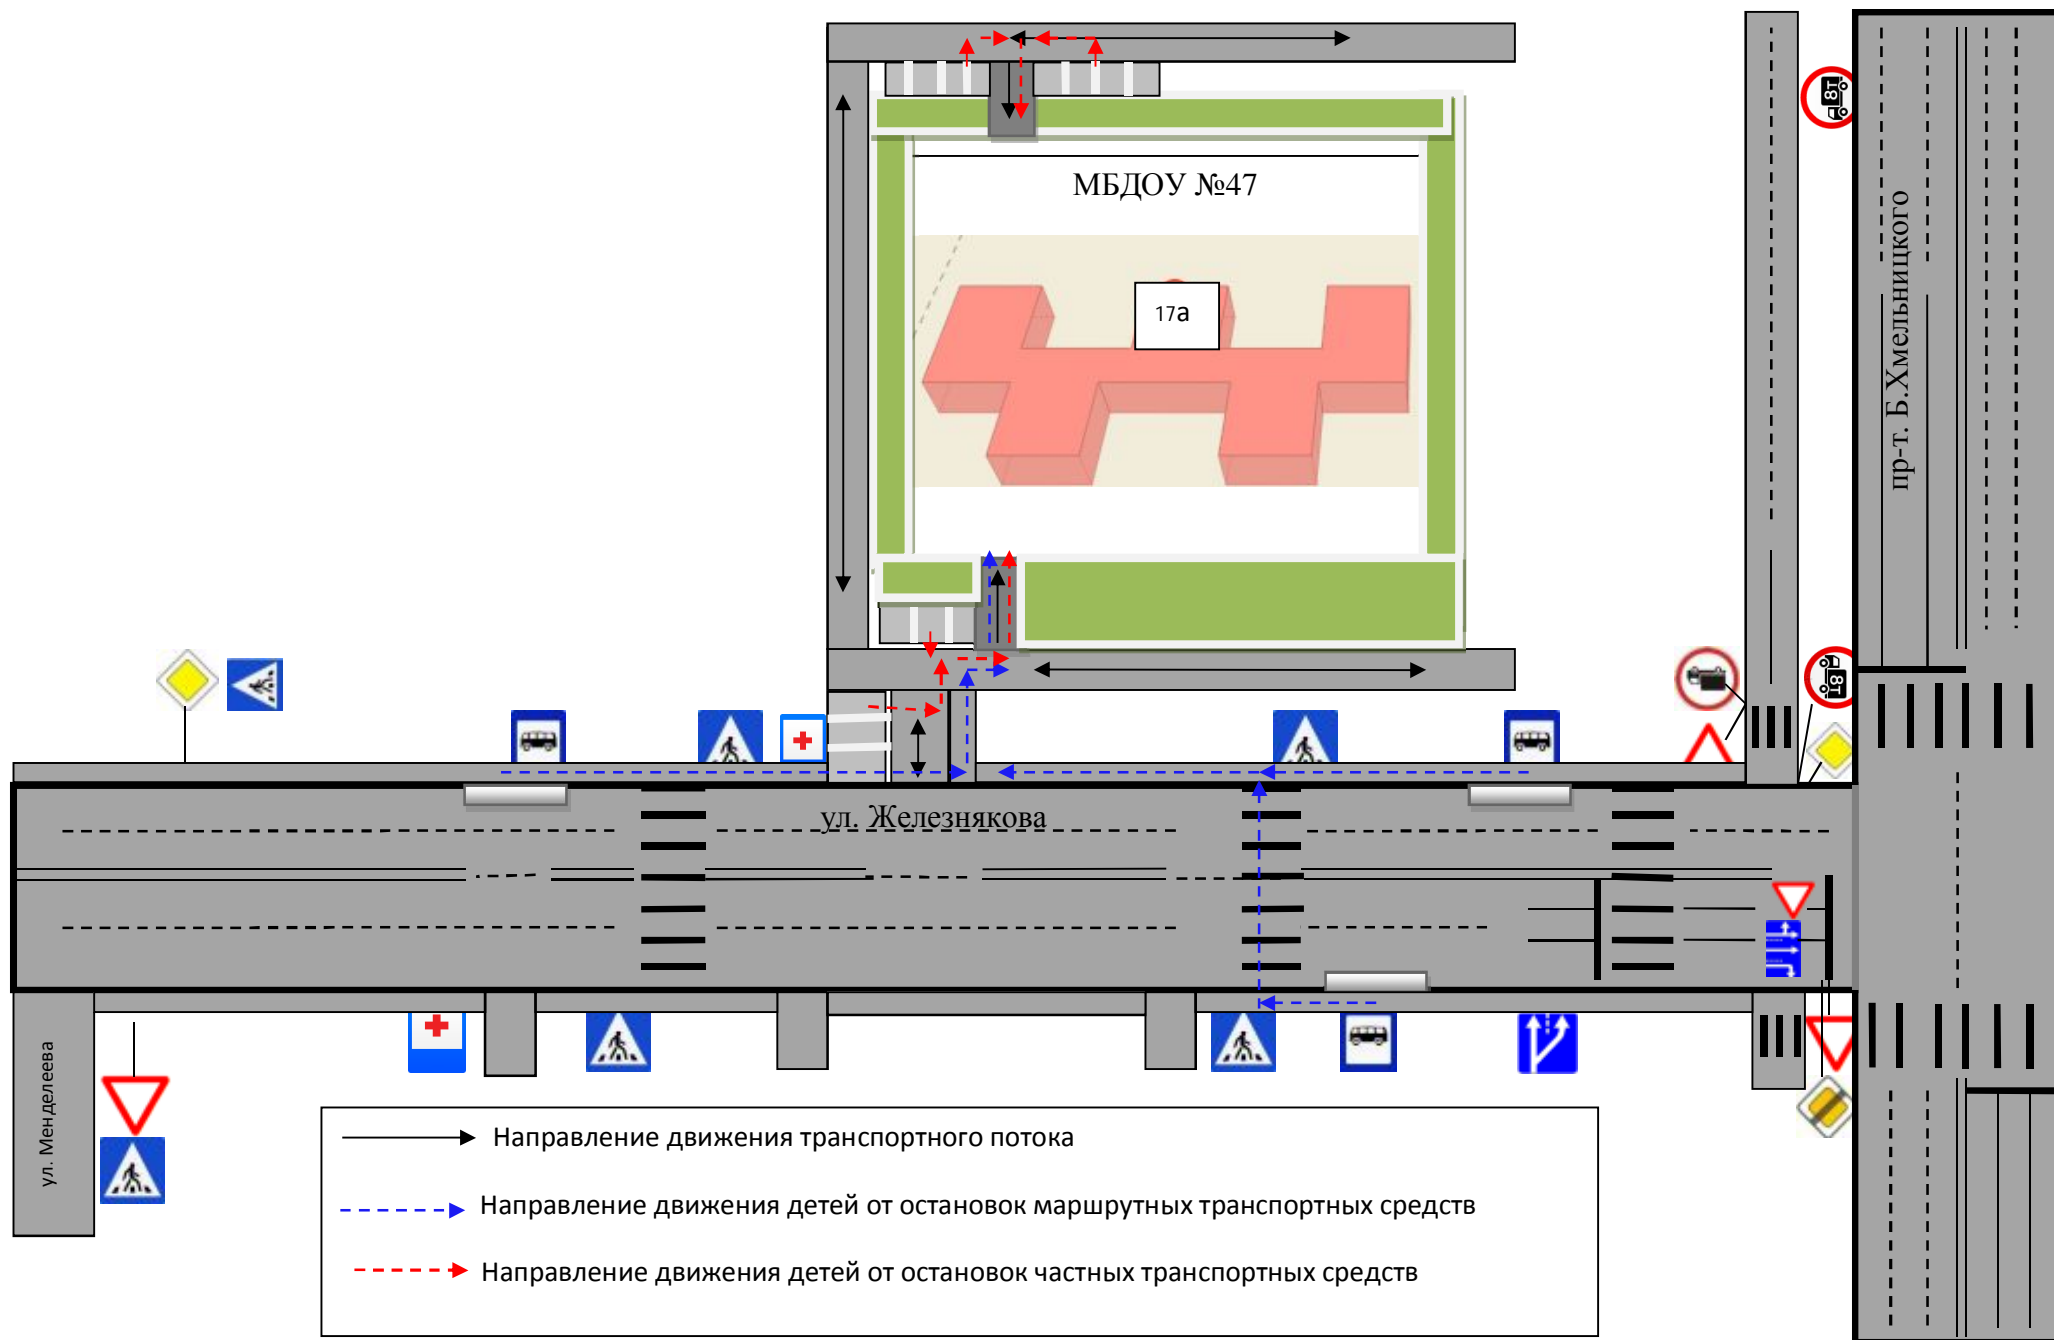 МБДОУ №47
17а
пр-т. Б.Хмельницкого
8т
8т
ул. Железнякова
ул. Менделеева
Направление движения транспортного потока
Направление движения детей от остановок маршрутных транспортных средств
Направление движения детей от остановок частных транспортных средств